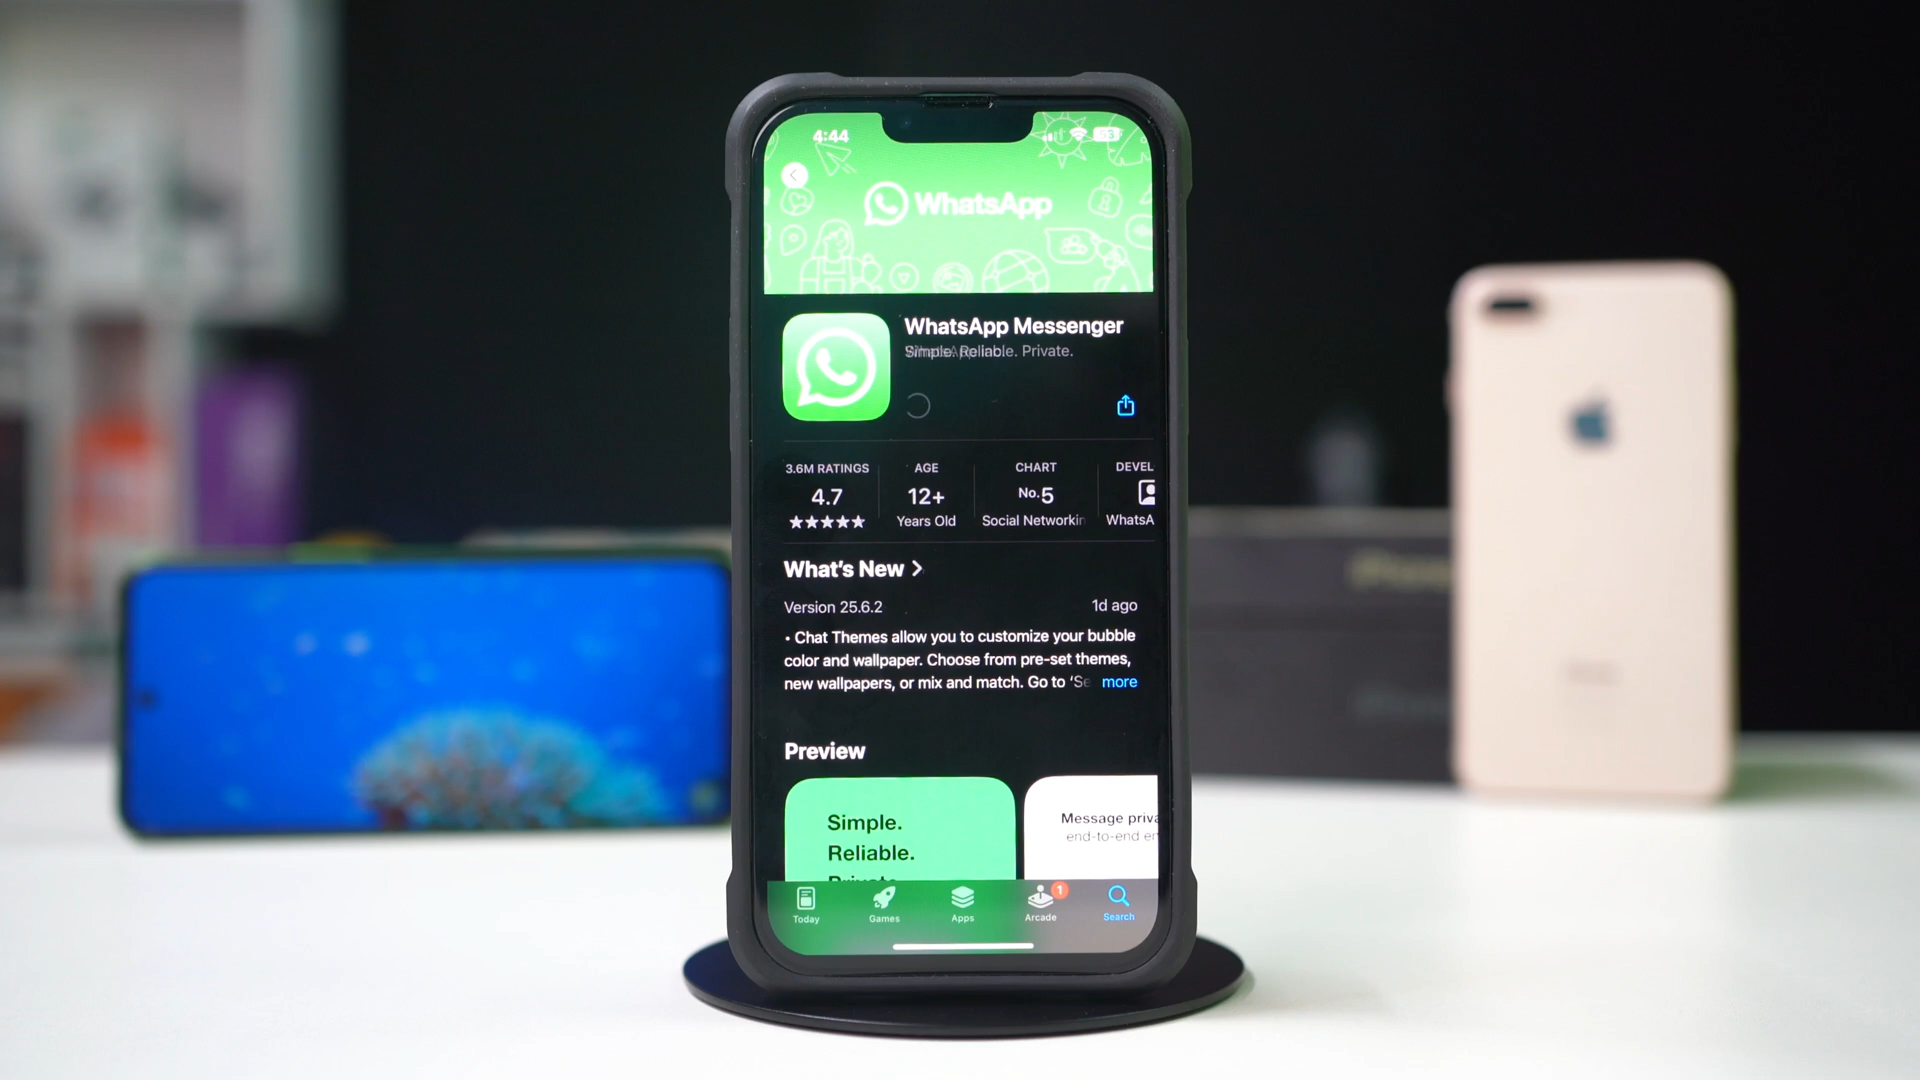 4:44
53
WhatsApp
WhatsApp Messenger
Simple. Reliable. Private.
3.6M RATINGS
AGE
CHART
DEVEL
4.7
12+
No.5
★★★★★
Years Old
Social Networkin
WhatsA
What's New >
Version 25.6.2
1d ago
• Chat Themes allow you to customize your bubble
color and wallpaper. Choose from pre-set themes,
new wallpapers, or mix and match. Go to ‘Se
more
Preview
Simple.
Reliable.
Private.
Message priva
end-to-end en
1
Today
Games
Apps
Arcade
Search